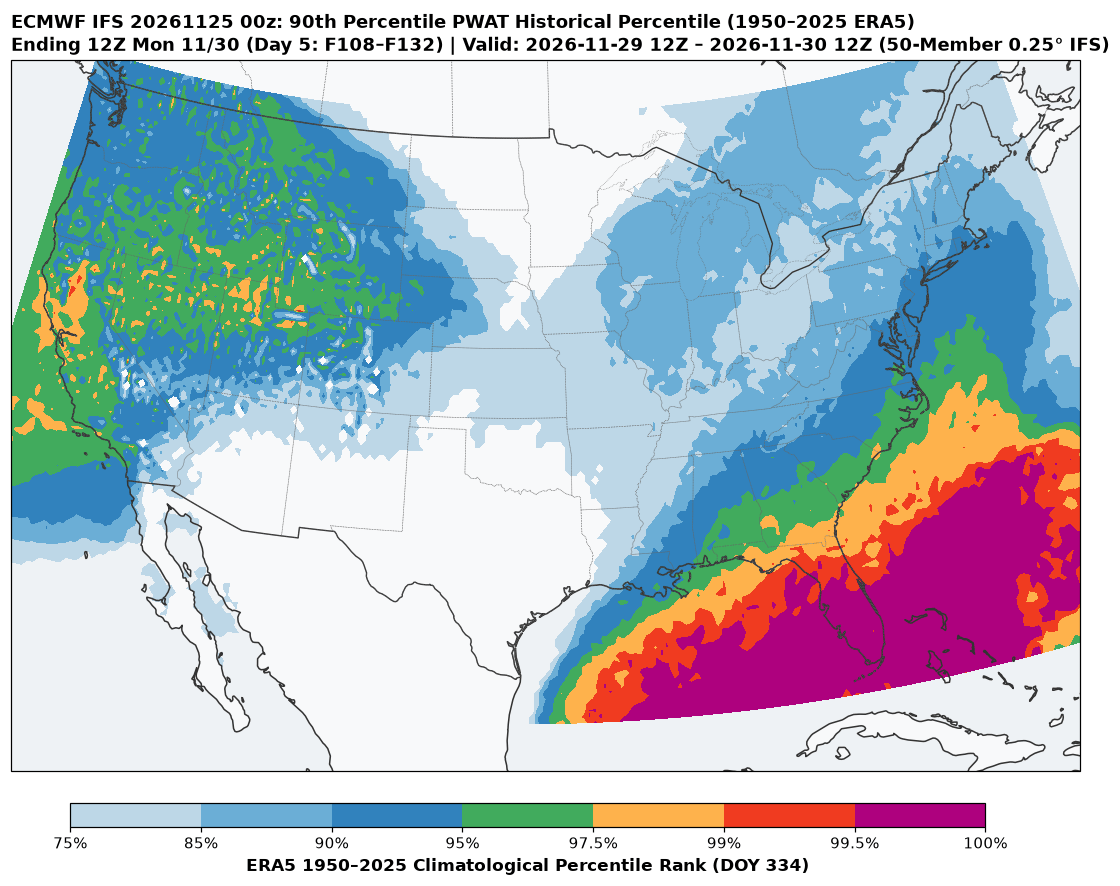 ECMWF IFS 20261125 00z: 90th Percentile PWAT Historical Percentile (1950–2025 ERA5)
Ending 12Z Mon 11/30 (Day 5: F108–F132) | Valid: 2026-11-29 12Z – 2026-11-30 12Z (50-Member 0.25° IFS)
75% 85% 90% 95% 97.5% 99% 99.5% 100%
ERA5 1950–2025 Climatological Percentile Rank (DOY 334)